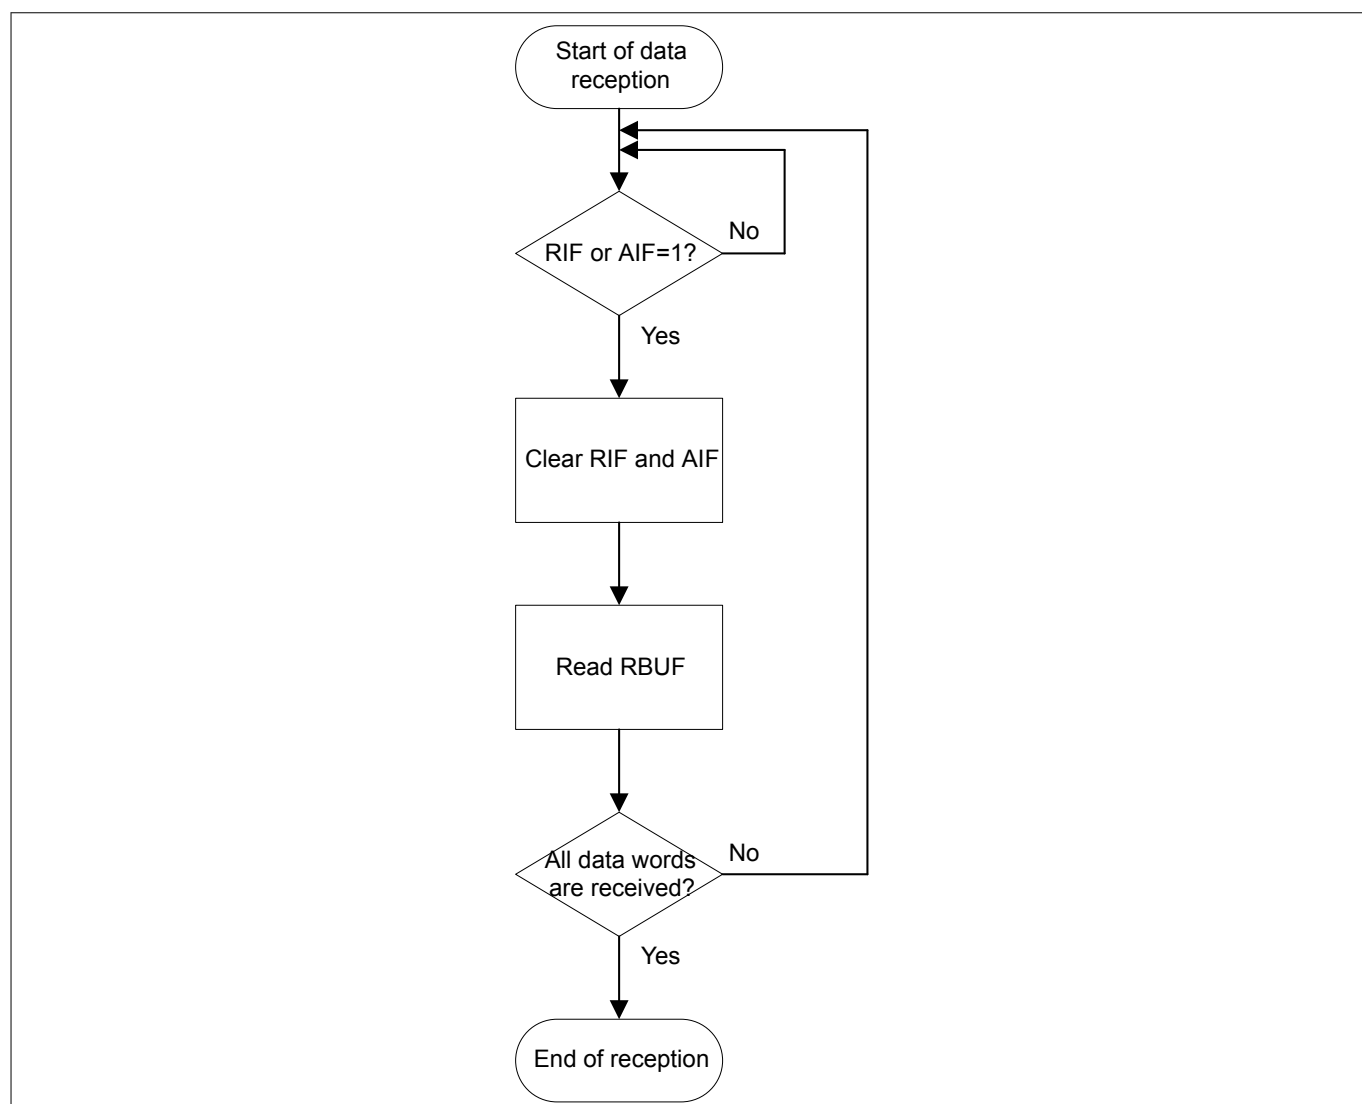 Start of data
reception
RIF or AIF=1?
No
Yes
Clear RIF and AIF
Read RBUF
All data words
are received?
No
Yes
End of reception